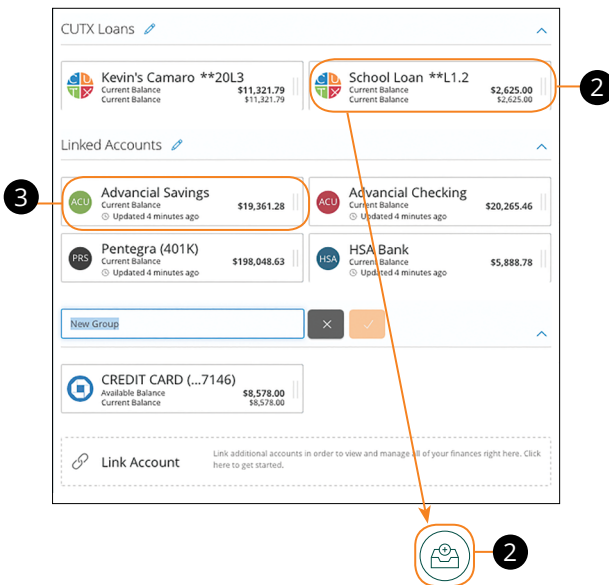 CUTX Loans
Kevin's Camaro **20L3
Current Balance $11,321.79
Current Balance $11,321.79
School Loan **L1.2
Current Balance $2,625.00
Current Balance $2,625.00
2
Linked Accounts
3
ACU
Advancial Savings
Current Balance $19,361.28
Updated 4 minutes ago
ACU
Advancial Checking
Current Balance $20,265.46
Updated 4 minutes ago
PRS
Pentegra (401K)
Current Balance $198,048.63
Updated 4 minutes ago
HSA
HSA Bank
Current Balance $5,888.78
Updated 4 minutes ago
New Group
CREDIT CARD (...7146)
Available Balance $8,578.00
Current Balance $8,578.00
Link Account
Link additional accounts in order to view and manage all of your finances right here. Click
here to get started.
2